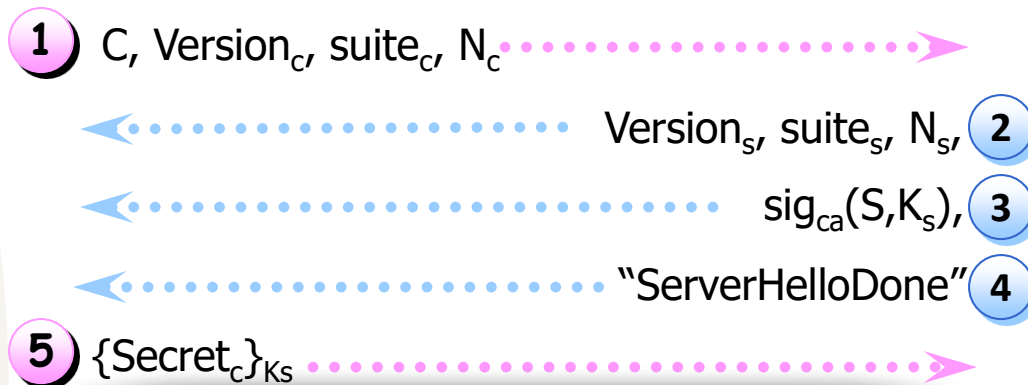 1 C, Version_c, suite_c, N_c
Version_s, suite_s, N_s, 2
sig_ca(S,K_s), 3
“ServerHelloDone” 4
5 {Secret_c}_Ks